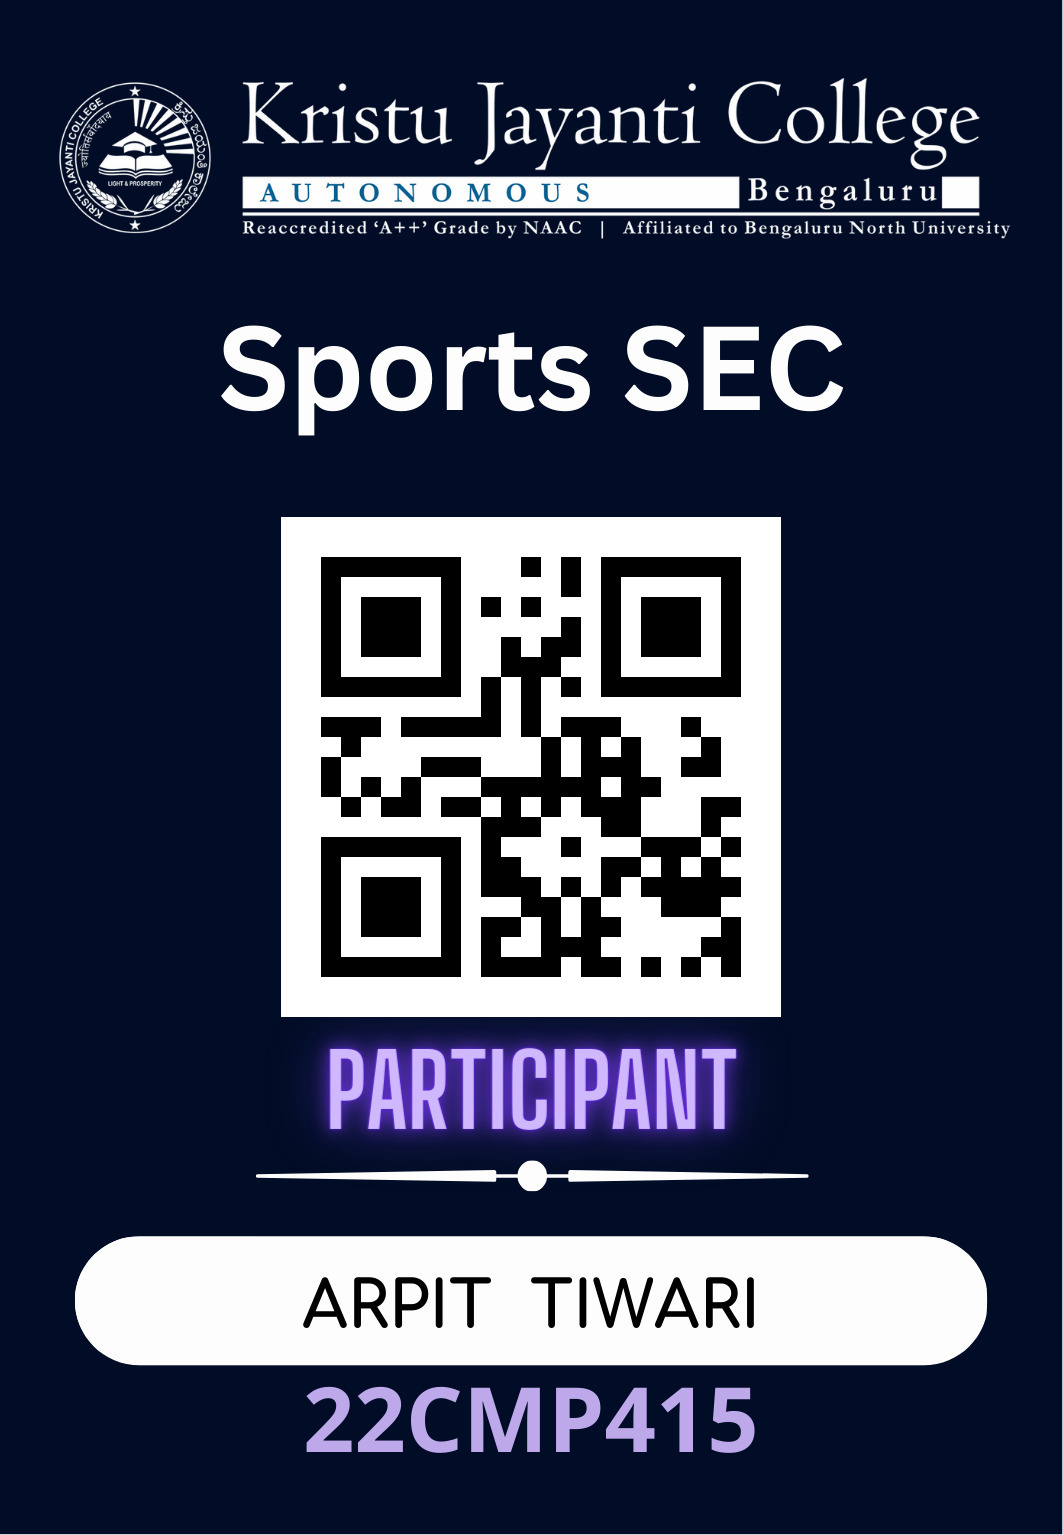 Kristu Jayanti College
AUTONOMOUS Bengaluru
Reaccredited ‘A++’ Grade by NAAC | Affiliated to Bengaluru North University
KRISTU JAYANTI COLLEGE
ಕ್ರಿಸ್ತು ಜಯಂತಿ ಕಾಲೇಜು
LIGHT & PROSPERITY
Sports SEC
PARTICIPANT
ARPIT TIWARI
22CMP415